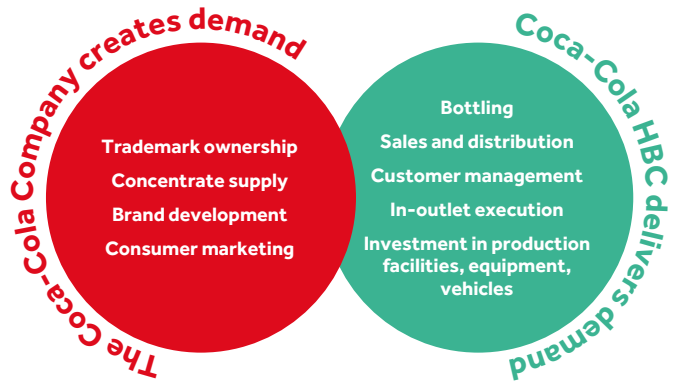 The Coca-Cola Company creates demand
Trademark ownership
Concentrate supply
Brand development
Consumer marketing
Coca-Cola HBC delivers demand
Bottling
Sales and distribution
Customer management
In-outlet execution
Investment in production
facilities, equipment,
vehicles